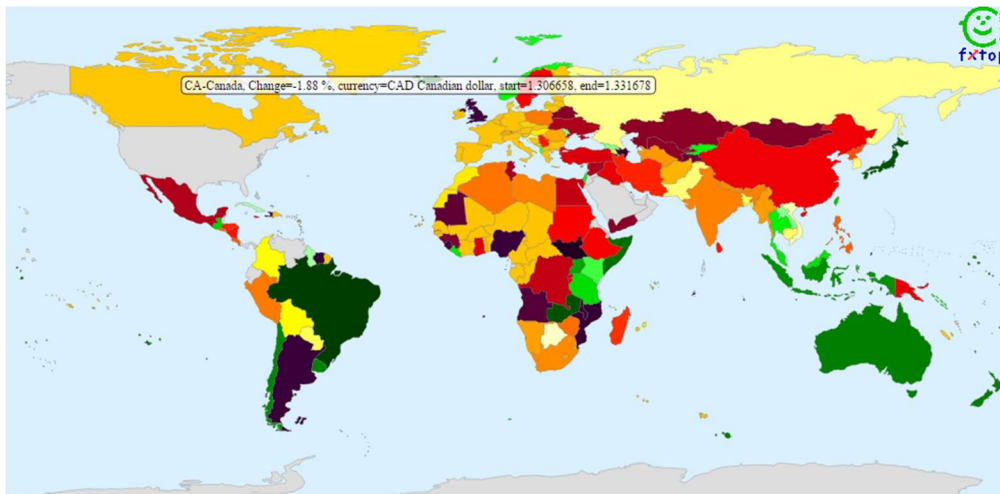 fxtop
CA-Canada, Change=-1.88 %, currency=CAD Canadian dollar, start=1.306658, end=1.331678